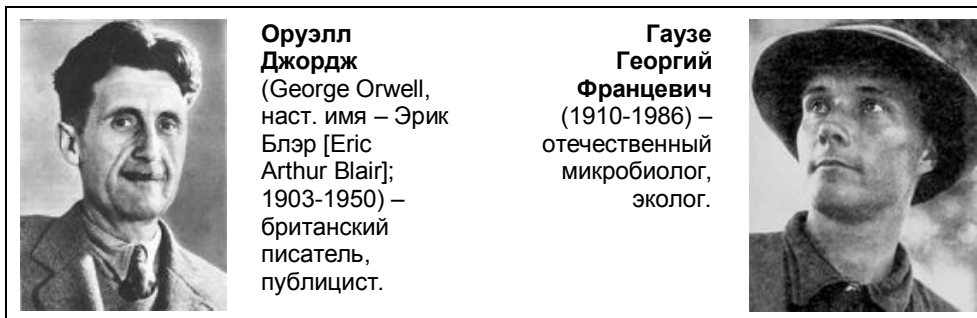 Оруэлл
Джордж
(George Orwell,
наст. имя – Эрик
Блэр [Eric
Arthur Blair];
1903-1950) –
британский
писатель,
публицист.
Гаузе
Георгий
Францевич
(1910-1986) –
отечественный
микробиолог,
эколог.